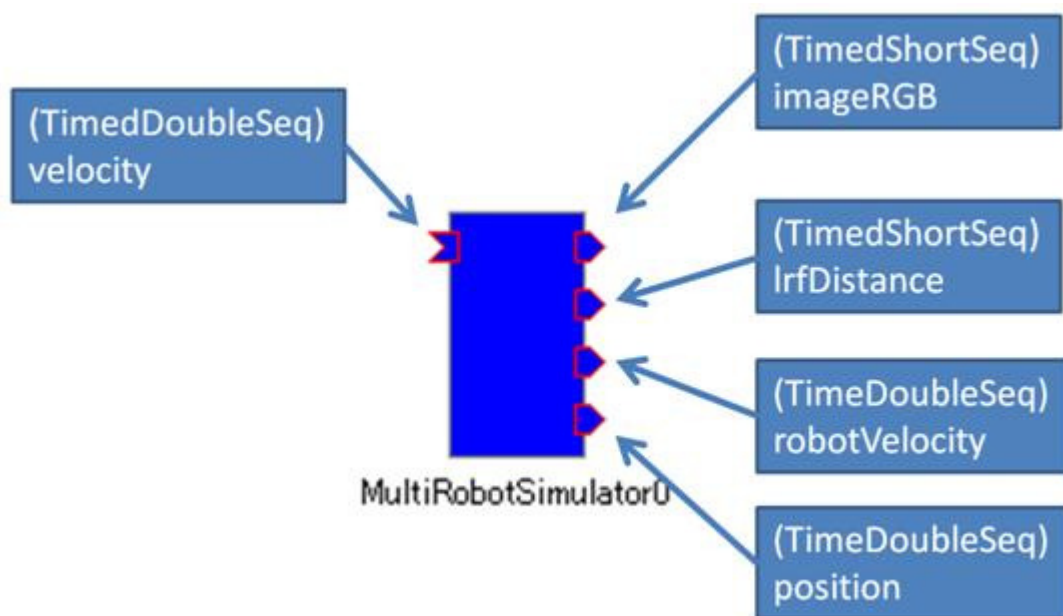 (TimedShortSeq)
imageRGB
(TimedDoubleSeq)
velocity
(TimedShortSeq)
lrfDistance
(TimeDoubleSeq)
robotVelocity
MultiRobotSimulator0
(TimeDoubleSeq)
position